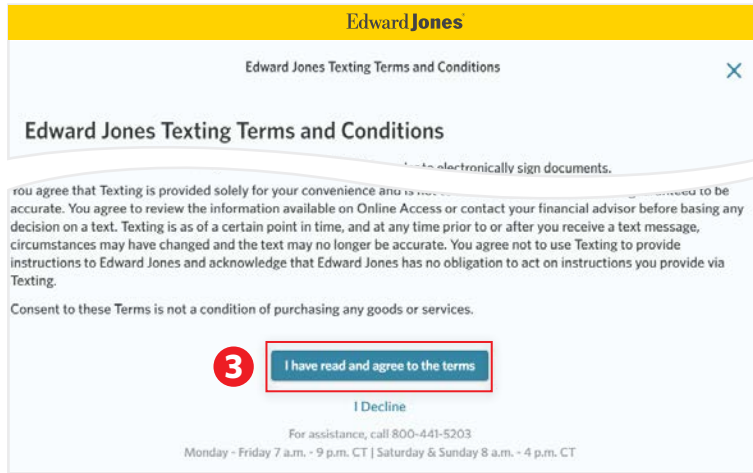 Edward Jones
Edward Jones Texting Terms and Conditions
Edward Jones Texting Terms and Conditions
electronically sign documents.
You agree that Texting is provided solely for your convenience and is to be
accurate. You agree to review the information available on Online Access or contact your financial advisor before basing any
decision on a text. Texting is as of a certain point in time, and at any time prior to or after you receive a text message,
circumstances may have changed and the text may no longer be accurate. You agree not to use Texting to provide
instructions to Edward Jones and acknowledge that Edward Jones has no obligation to act on instructions you provide via
Texting.
Consent to these Terms is not a condition of purchasing any goods or services.
3 I have read and agree to the terms
I Decline
For assistance, call 800-441-5203
Monday - Friday 7 a.m. - 9 p.m. CT | Saturday & Sunday 8 a.m. - 4 p.m. CT